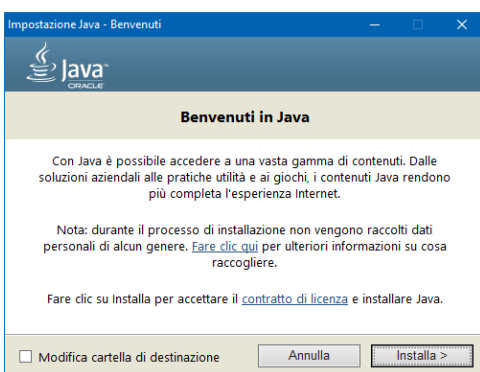 Impostazione Java - Benvenuti
Java™
ORACLE
Benvenuti in Java
Con Java è possibile accedere a una vasta gamma di contenuti. Dalle
soluzioni aziendali alle pratiche utilità e ai giochi, i contenuti Java rendono
più completa l'esperienza Internet.
Nota: durante il processo di installazione non vengono raccolti dati
personali di alcun genere. Fare clic qui per ulteriori informazioni su cosa
raccogliere.
Fare clic su Installa per accettare il contratto di licenza e installare Java.
Modifica cartella di destinazione
Annulla
Installa >